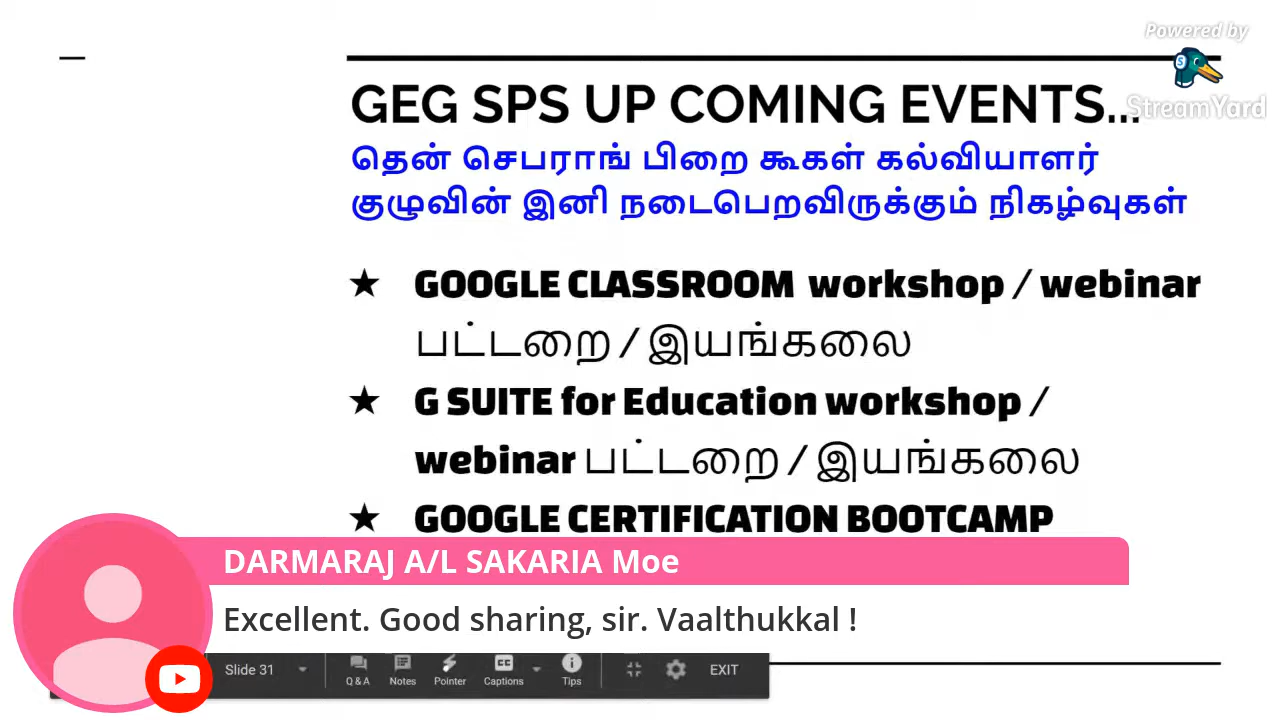 Powered by
StreamYard
GEG SPS UP COMING EVENTS...
தென் செபராங் பிறை கூகள் கல்வியாளர்
குழுவின் இனி நடைபெறவிருக்கும் நிகழ்வுகள்
★ GOOGLE CLASSROOM workshop / webinar
பட்டறை / இயங்கலை
★ G SUITE for Education workshop /
webinar பட்டறை / இயங்கலை
★ GOOGLE CERTIFICATION BOOTCAMP
DARMARAJ A/L SAKARIA Moe
Excellent. Good sharing, sir. Vaalthukkal !
Slide 31 Q & A Notes Pointer CC Captions Tips EXIT